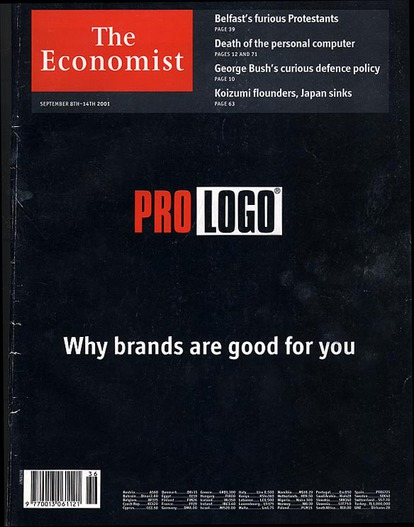 The
Economist
SEPTEMBER 8TH–14TH 2001
Belfast's furious Protestants
PAGE 39
Death of the personal computer
PAGES 12 AND 71
George Bush's curious defence policy
PAGE 10
Koizumi flounders, Japan sinks
PAGE 63
PRO LOGO®
Why brands are good for you
36
9 770013 061121